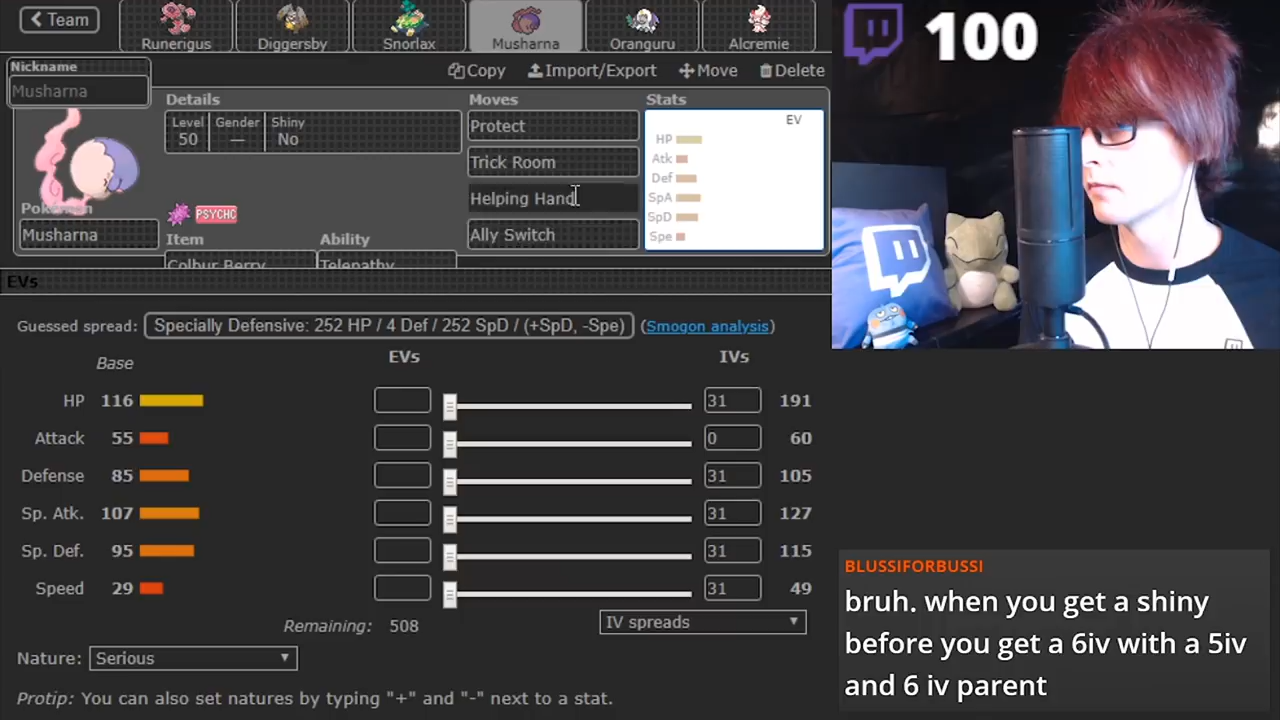 Team
Runerigus
Diggersby
Snorlax
Musharna
Oranguru
Alcremie
Copy
Import/Export
Move
Delete
Nickname
Musharna
Details
Level
50
Gender
—
Shiny
No
Moves
Protect
Trick Room
Helping Hand
Ally Switch
Stats
EV
HP
Atk
Def
SpA
SpD
Spe
Pokémon
Musharna
PSYCHC
Item
Colbur Berry
Ability
Telepathy
EVs
Guessed spread: Specially Defensive: 252 HP / 4 Def / 252 SpD / (+SpD, -Spe) (Smogon analysis)
Base EVs IVs
HP 116 31 191
Attack 55 0 60
Defense 85 31 105
Sp. Atk. 107 31 127
Sp. Def. 95 31 115
Speed 29 31 49
Remaining: 508
IV spreads
Nature: Serious
Protip: You can also set natures by typing "+" and "-" next to a stat.
100
BLUSSIFORBUSSI
bruh. when you get a shiny
before you get a 6iv with a 5iv
and 6 iv parent